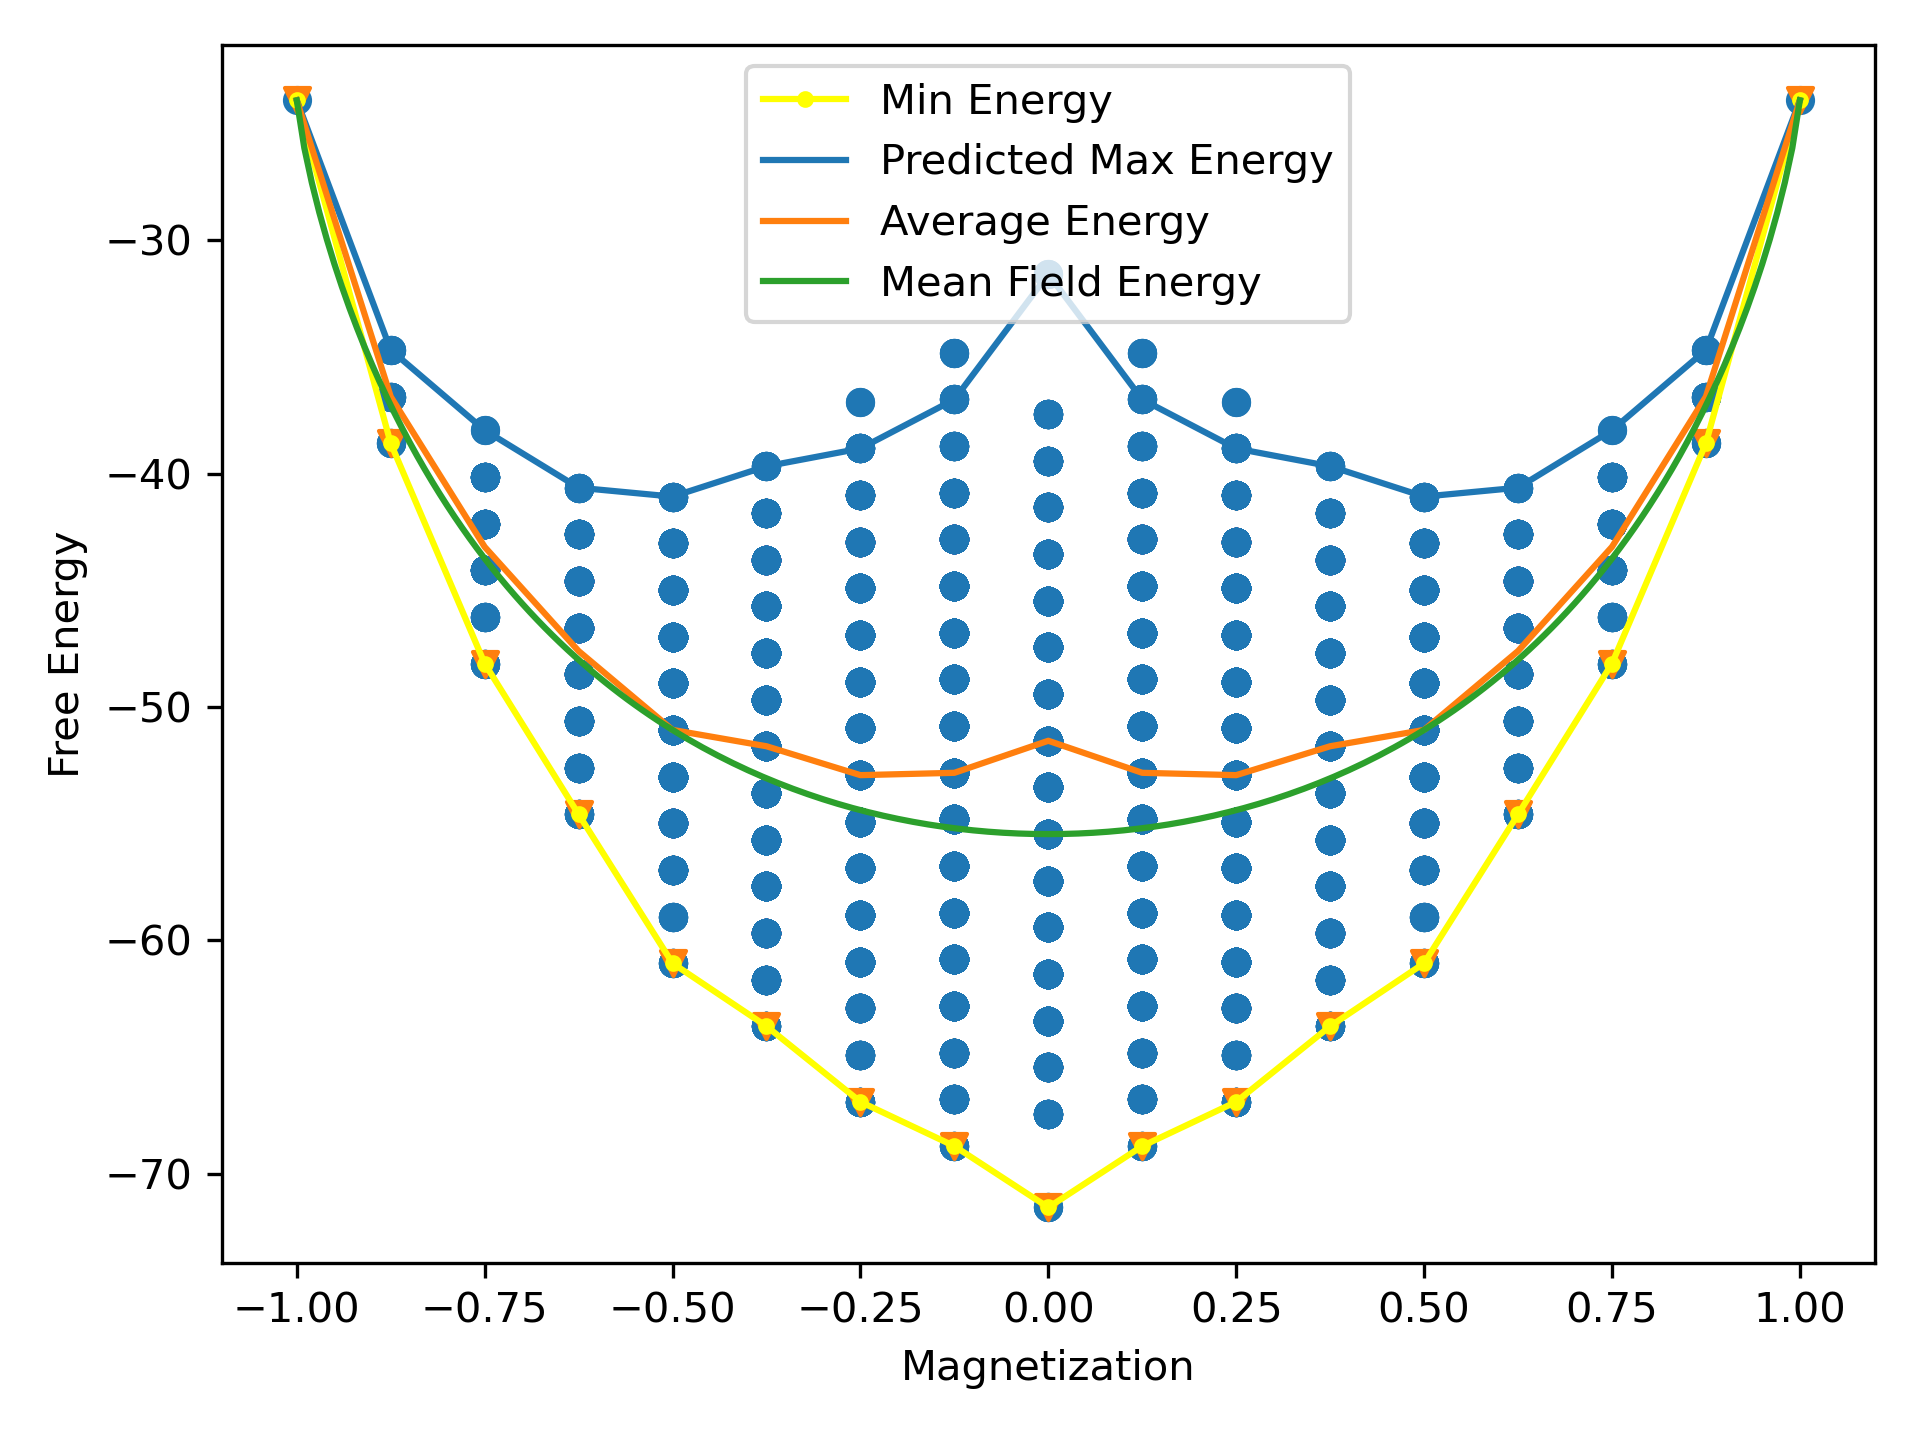 Min Energy
Predicted Max Energy
Average Energy
Mean Field Energy
−30
−40
−50
−60
−70
Free Energy
−1.00 −0.75 −0.50 −0.25 0.00 0.25 0.50 0.75 1.00
Magnetization